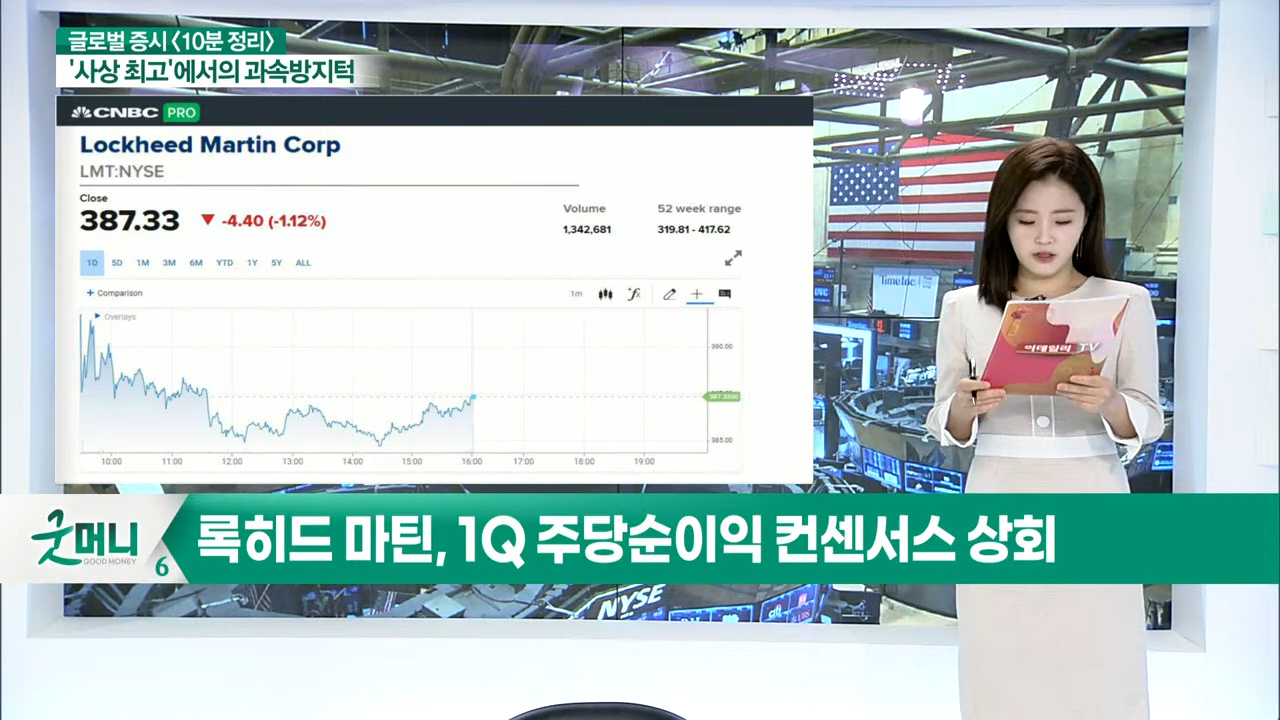 글로벌 증시 <10분 정리>
'사상 최고'에서의 과속방지턱
CNBC PRO
Lockheed Martin Corp
LMT:NYSE
Close
387.33 ▼ -4.40 (-1.12%)
Volume
1,342,681
52 week range
319.81 - 417.62
1D 5D 1M 3M 6M YTD 1Y 5Y ALL
+ Comparison
1m
Overlays
390.00
387.3300
385.00
10:00 11:00 12:00 13:00 14:00 15:00 16:00 17:00 18:00 19:00
TimeInc.
이데일리 TV
굿머니
GOOD MONEY
6
록히드 마틴, 1Q 주당순이익 컨센서스 상회
NYSE
citi